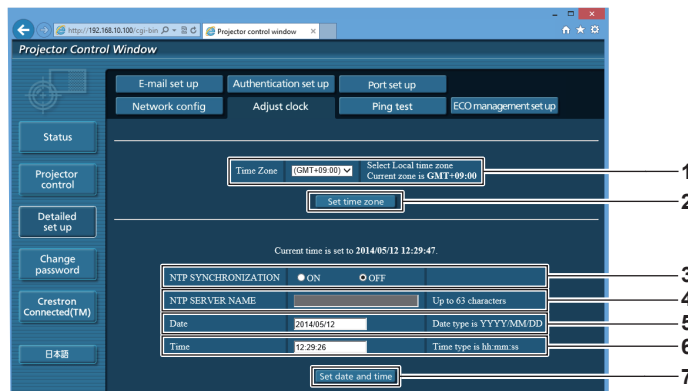 http://192.168.10.100/cgi-bin
Projector control window
Projector Control Window
E-mail set up
Authentication set up
Port set up
Network config
Adjust clock
Ping test
ECO management set up
Status
Projector
control
Detailed
set up
Change
password
Crestron
Connected(TM)
日本語
Time Zone (GMT+09:00) Select Local time zone
Current zone is GMT+09:00
1
Set time zone
2
Current time is set to 2014/05/12 12:29:47.
NTP SYNCHRONIZATION ON OFF
3
NTP SERVER NAME Up to 63 characters
4
Date 2014/05/12 Date type is YYYY/MM/DD
5
Time 12:29:26 Time type is hh:mm:ss
6
Set date and time
7